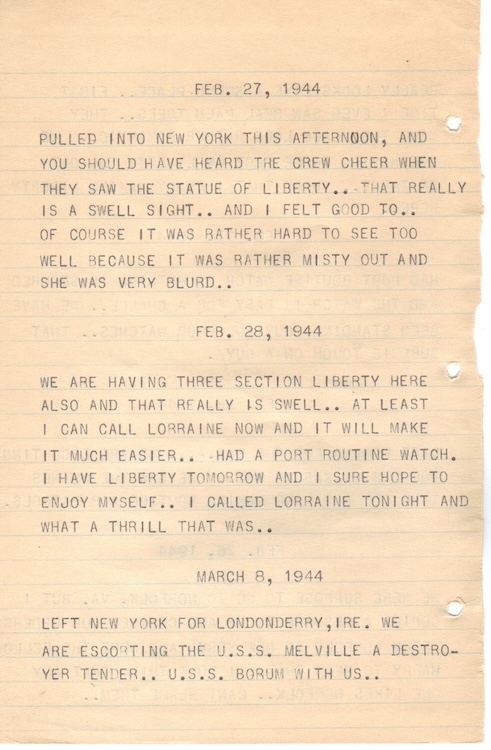 FEB. 27, 1944
PULLED INTO NEW YORK THIS AFTERNOON, AND
YOU SHOULD HAVE HEARD THE CREW CHEER WHEN
THEY SAW THE STATUE OF LIBERTY.. THAT REALLY
IS A SWELL SIGHT.. AND I FELT GOOD TO..
OF COURSE IT WAS RATHER HARD TO SEE TOO
WELL BECAUSE IT WAS RATHER MISTY OUT AND
SHE WAS VERY BLURD..
FEB. 28, 1944
WE ARE HAVING THREE SECTION LIBERTY HERE
ALSO AND THAT REALLY IS SWELL.. AT LEAST
I CAN CALL LORRAINE NOW AND IT WILL MAKE
IT MUCH EASIER.. HAD A PORT ROUTINE WATCH.
I HAVE LIBERTY TOMORROW AND I SURE HOPE TO
ENJOY MYSELF.. I CALLED LORRAINE TONIGHT AND
WHAT A THRILL THAT WAS..
MARCH 8, 1944
LEFT NEW YORK FOR LONDONDERRY, IRE. WE
ARE ESCORTING THE U.S.S. MELVILLE A DESTRO-
YER TENDER.. U.S.S. BORUM WITH US..